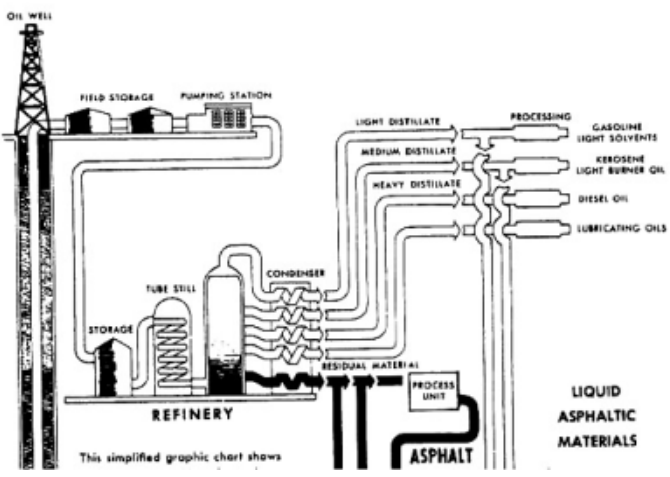 OIL WELL
FIELD STORAGE
PUMPING STATION
LIGHT DISTILLATE
PROCESSING
GASOLINE
LIGHT SOLVENTS
MEDIUM DISTILLATE
KEROSENE
LIGHT BURNER OIL
HEAVY DISTILLATE
DIESEL OIL
LUBRICATING OILS
CONDENSER
TUBE STILL
STORAGE
RESIDUAL MATERIAL
PROCESS
UNIT
REFINERY
LIQUID
ASPHALTIC
MATERIALS
This simplified graphic chart shows
ASPHALT